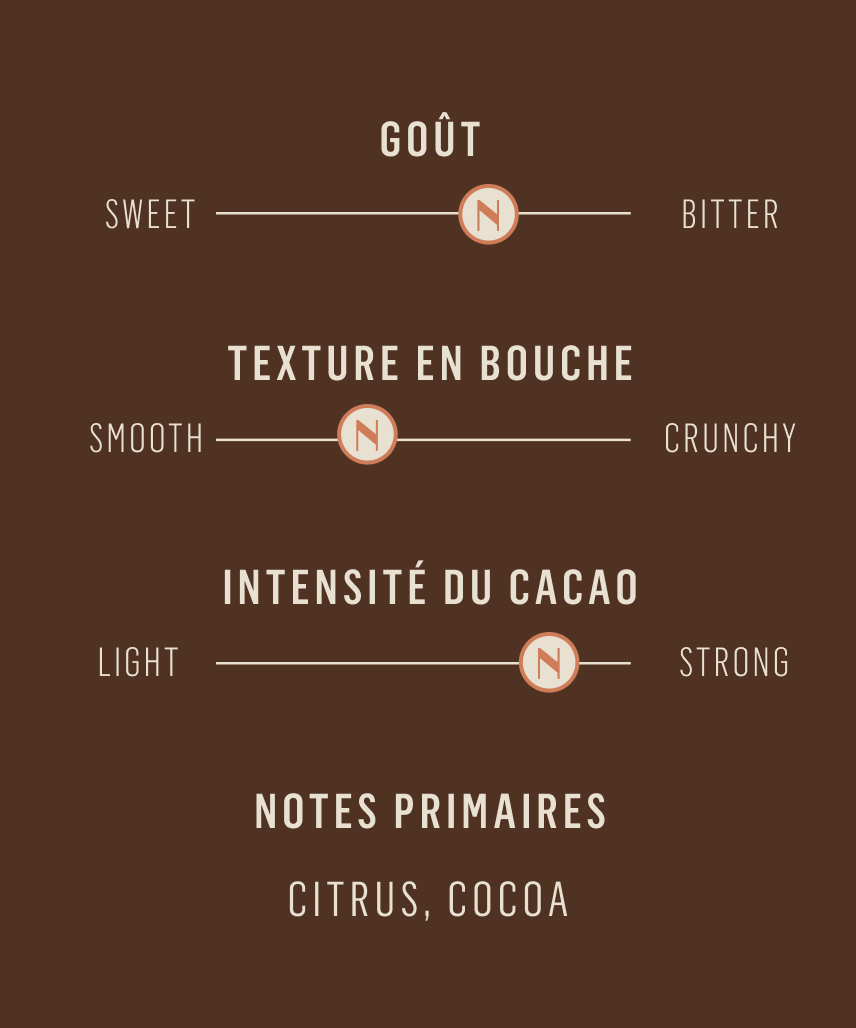 GOÛT
SWEET N BITTER
TEXTURE EN BOUCHE
SMOOTH N CRUNCHY
INTENSITÉ DU CACAO
LIGHT N STRONG
NOTES PRIMAIRES
CITRUS, COCOA